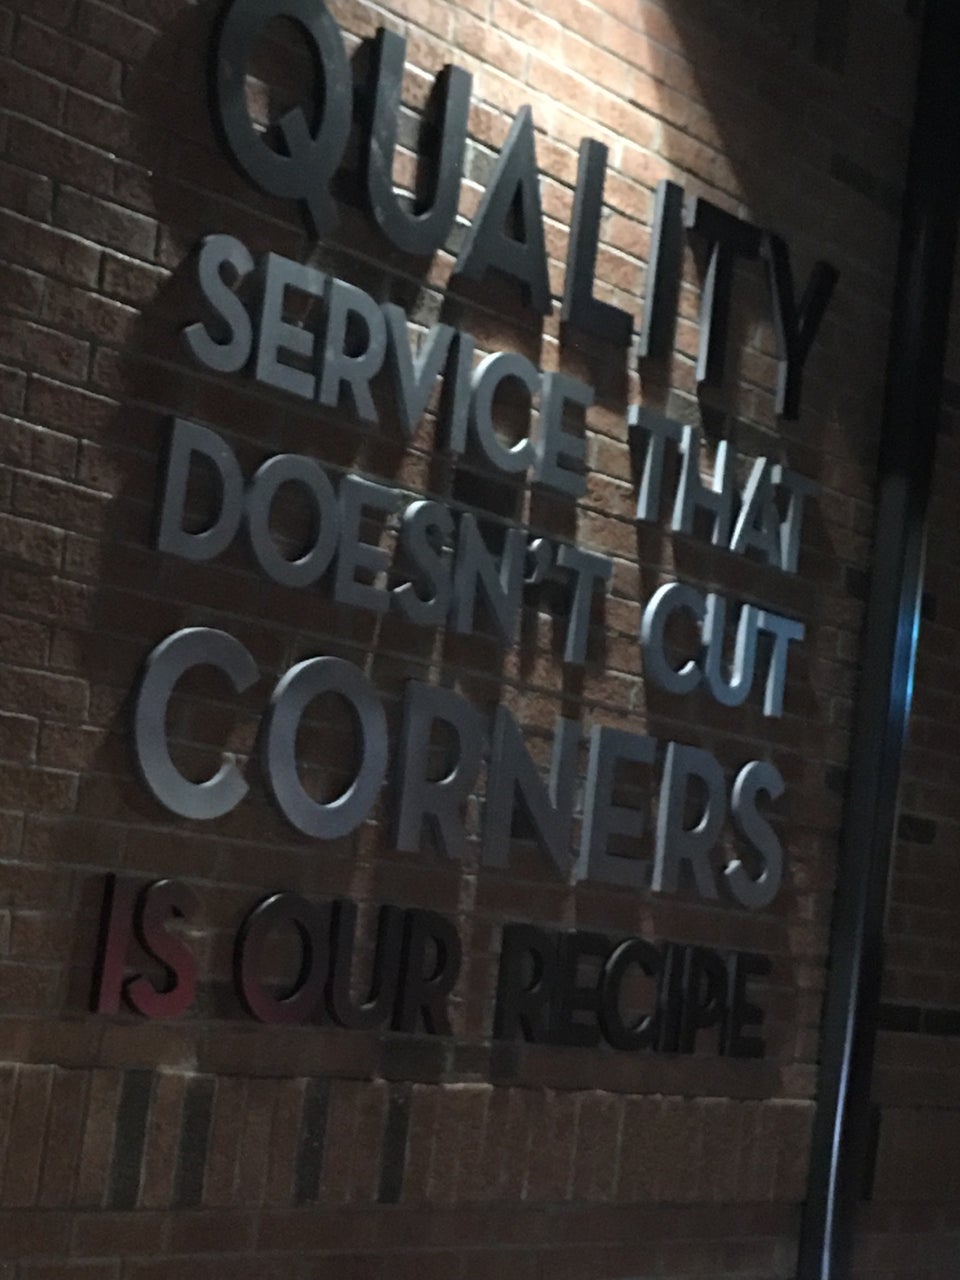 QUALITY
SERVICE THAT
DOESN'T CUT
CORNERS
IS OUR RECIPE